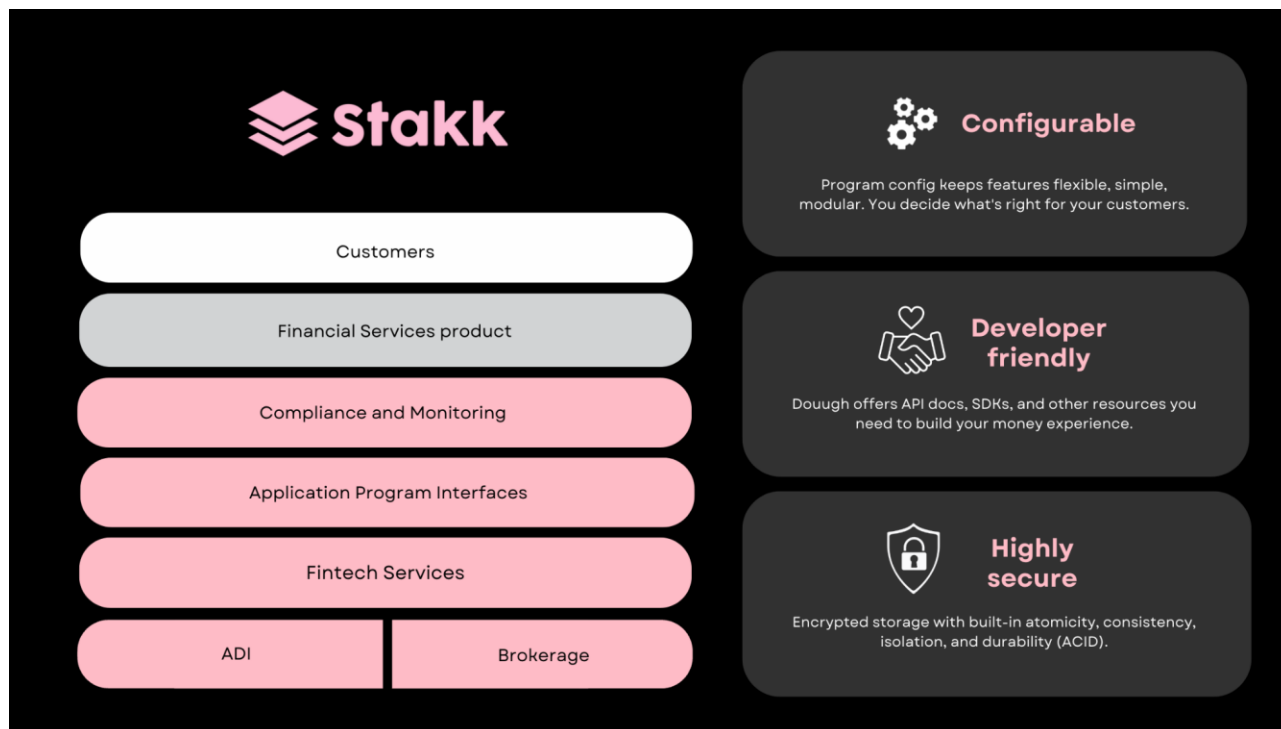 Stakk
Customers
Financial Services product
Compliance and Monitoring
Application Program Interfaces
Fintech Services
ADI
Brokerage
Configurable
Program config keeps features flexible, simple,
modular. You decide what's right for your customers.
Developer
friendly
Douugh offers API docs, SDKs, and other resources you
need to build your money experience.
Highly
secure
Encrypted storage with built-in atomicity, consistency,
isolation, and durability (ACID).